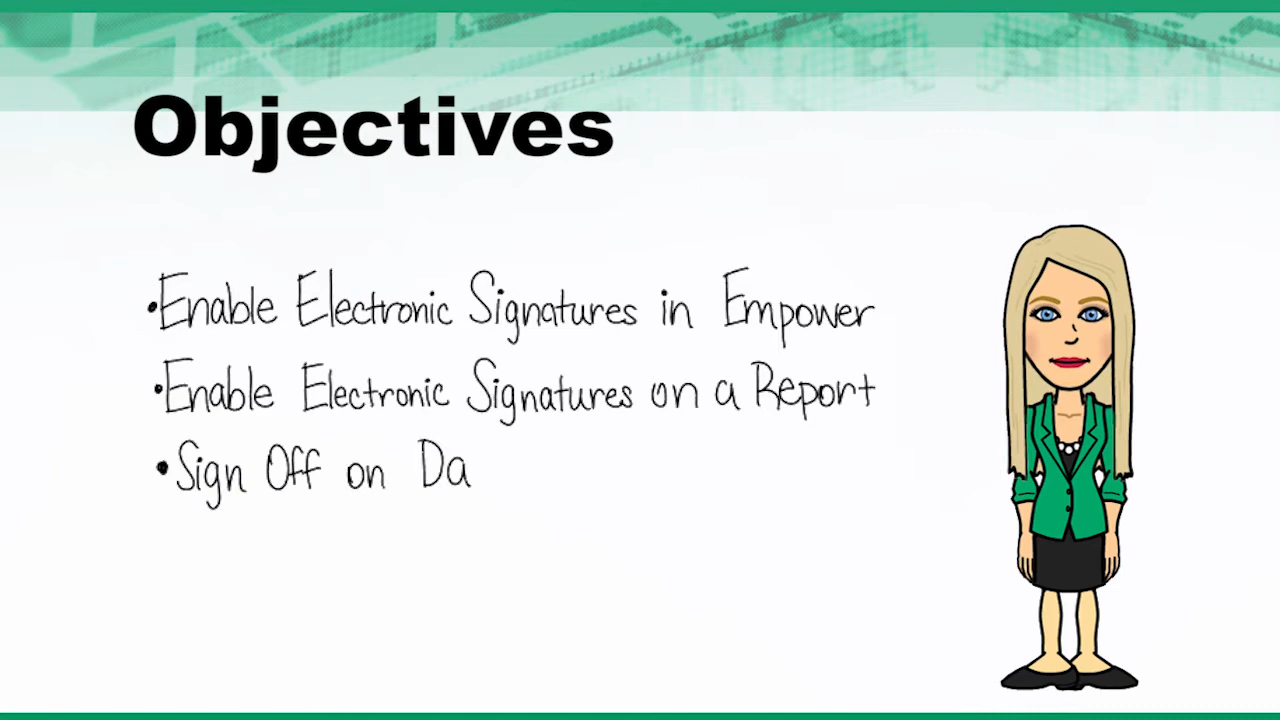 Objectives
•Enable Electronic Signatures in Empower
•Enable Electronic Signatures on a Report
•Sign Off on Da